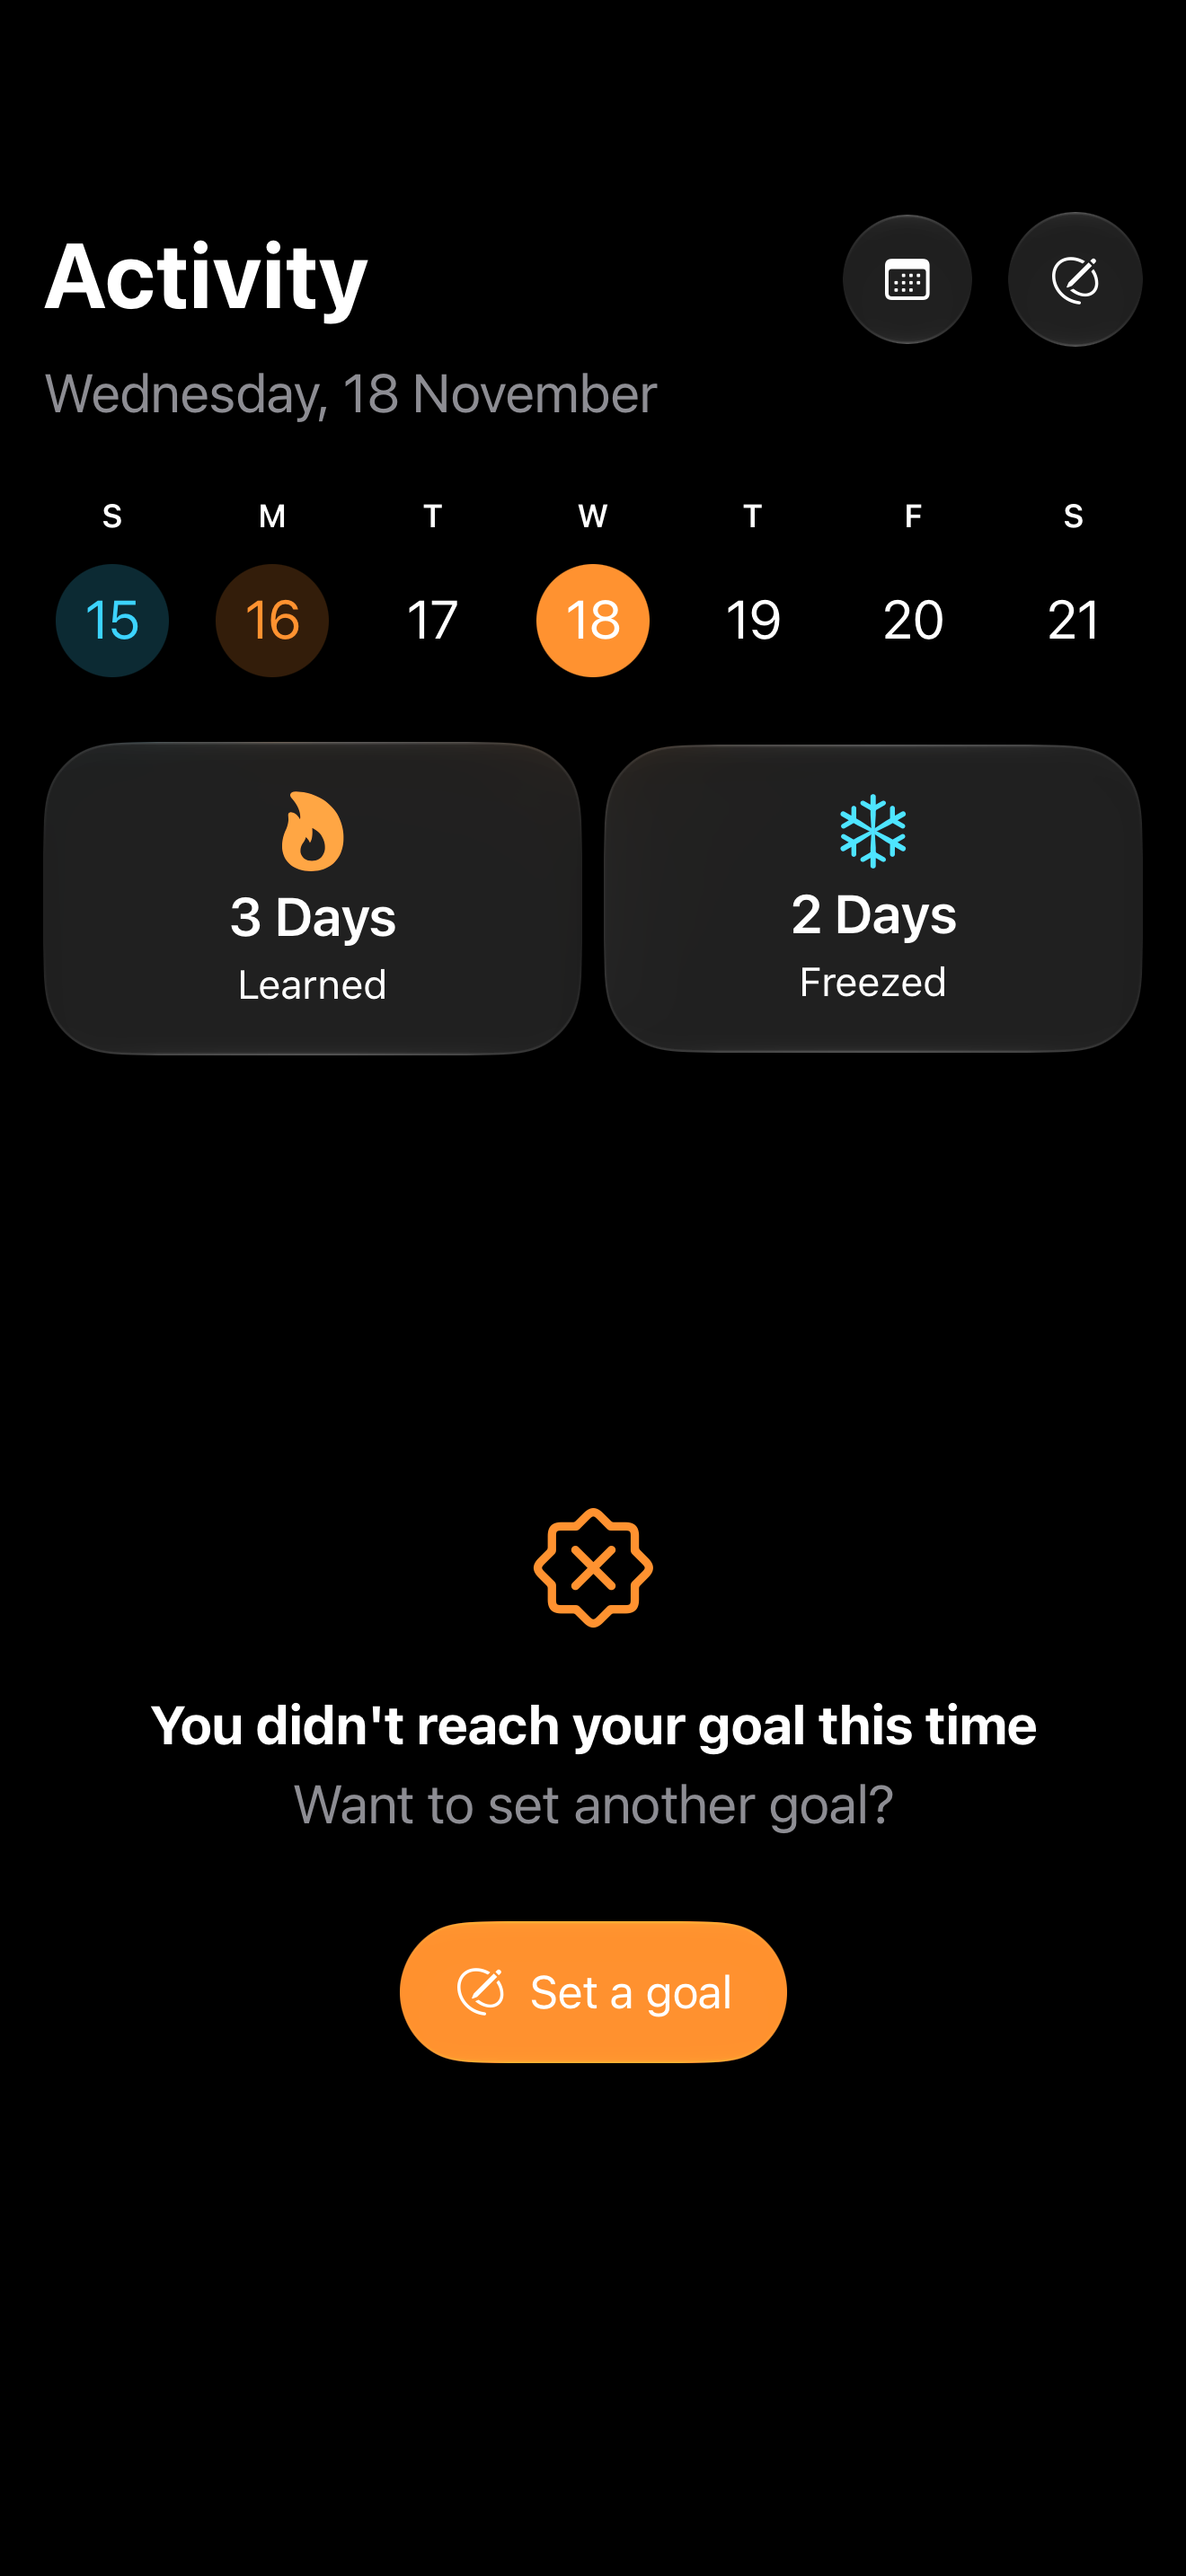 Activity
Wednesday, 18 November
S M T W T F S
15 16 17 18 19 20 21
3 Days
Learned
2 Days
Freezed
You didn't reach your goal this time
Want to set another goal?
Set a goal